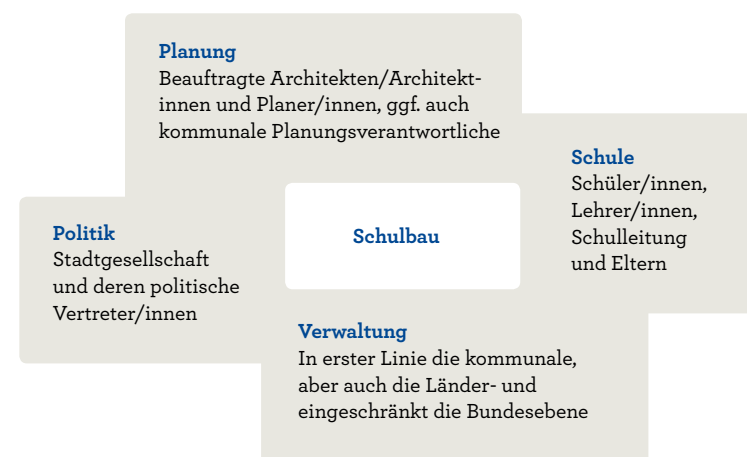 Planung
Beauftragte Architekten/Architekt-
innen und Planer/innen, ggf. auch
kommunale Planungsverantwortliche
Schule
Schüler/innen,
Lehrer/innen,
Schulleitung
und Eltern
Politik
Stadtgesellschaft
und deren politische
Vertreter/innen
Schulbau
Verwaltung
In erster Linie die kommunale,
aber auch die Länder- und
eingeschränkt die Bundesebene